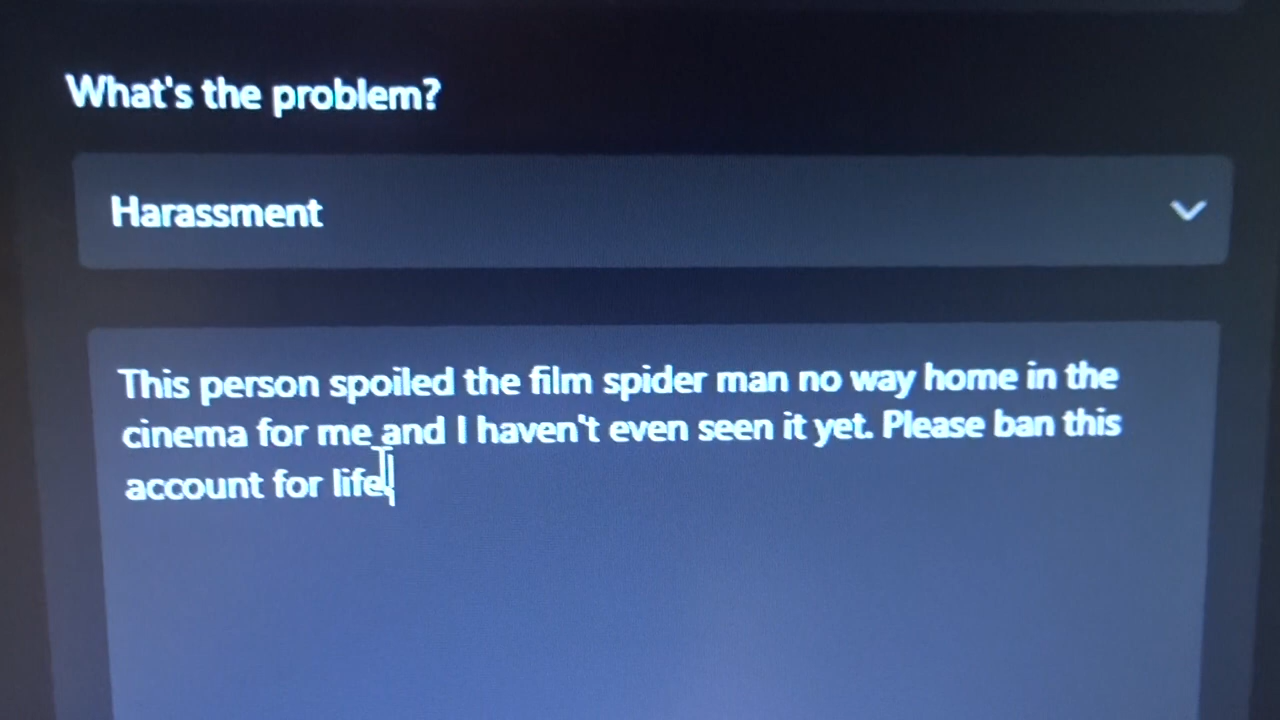 What's the problem?
Harassment
This person spoiled the film spider man no way home in the
cinema for me and I haven't even seen it yet. Please ban this
account for life.